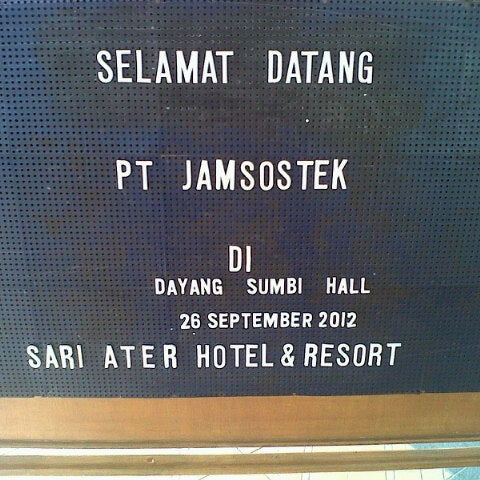 SELAMAT DATANG
PT JAMSOSTEK
DI
DAYANG SUMBI HALL
26 SEPTEMBER 2012
SARI ATER HOTEL & RESORT